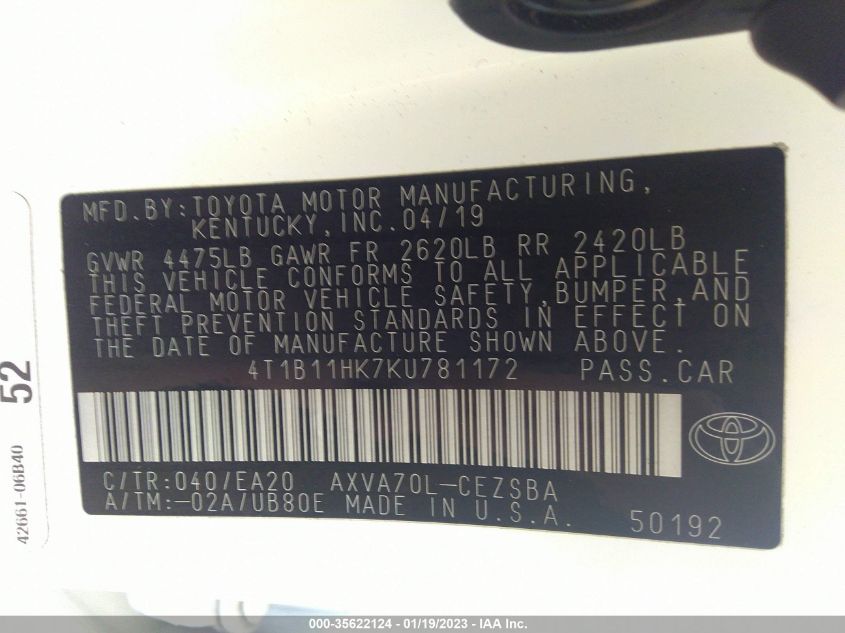 MFD.BY:TOYOTA MOTOR MANUFACTURING,
KENTUCKY,INC.04/19
GVWR 4475LB GAWR FR 2620LB RR 2420LB
THIS VEHICLE CONFORMS TO ALL APPLICABLE
FEDERAL MOTOR VEHICLE SAFETY,BUMPER,AND
THEFT PREVENTION STANDARDS IN EFFECT ON
THE DATE OF MANUFACTURE SHOWN ABOVE.
4T1B11HK7KU781172 PASS.CAR
C/TR:040/EA20 AXVA70L-CEZSBA
A/TM:-02A/UB80E MADE IN U.S.A. 50192
52
42661-06B40
000-35622124 - 01/19/2023 - IAA Inc.